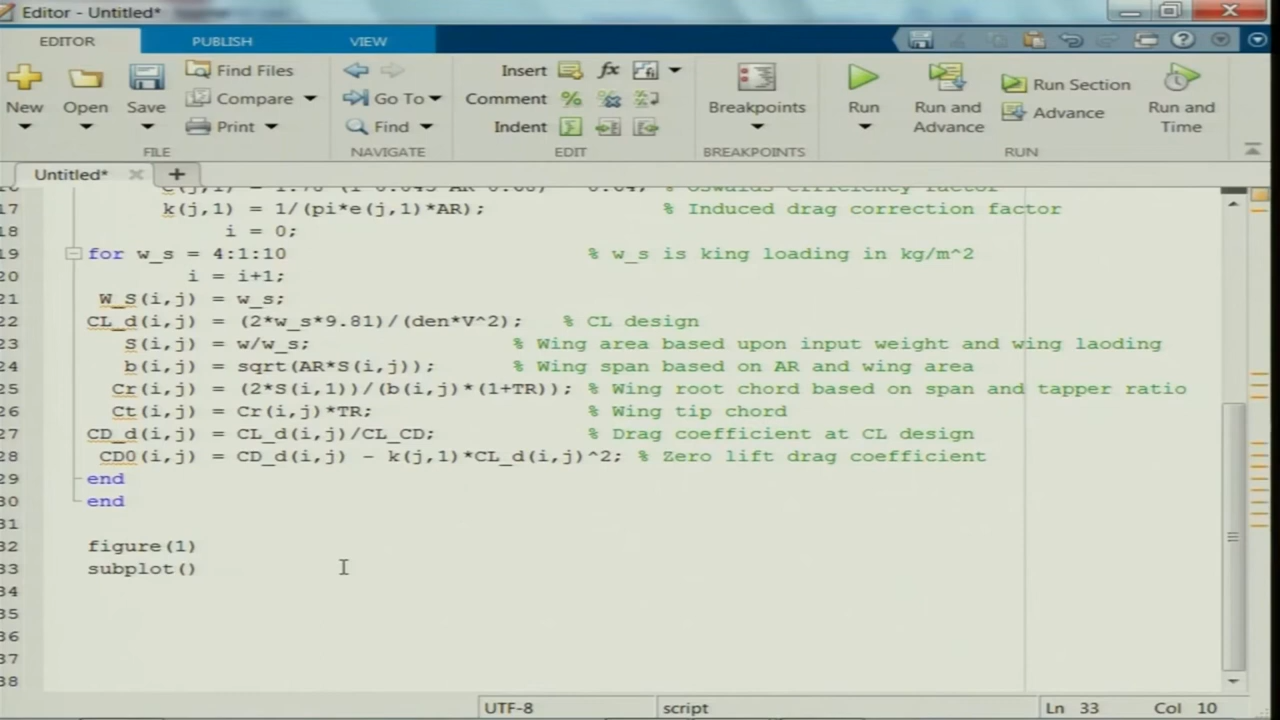 Editor - Untitled*
EDITOR PUBLISH VIEW
New Open Save Find Files Compare Print
Go To Find
Insert Comment Indent
Breakpoints
Run Run and Advance Run Section Advance Run and Time
FILE NAVIGATE EDIT BREAKPOINTS RUN
Untitled*
17 k(j,1) = 1/(pi*e(j,1)*AR); % Induced drag correction factor
18 i = 0;
19 for w_s = 4:1:10 % w_s is king loading in kg/m^2
20 i = i+1;
21 W_S(i,j) = w_s;
22 CL_d(i,j) = (2*w_s*9.81)/(den*V^2); % CL design
23 S(i,j) = w/w_s; % Wing area based upon input weight and wing laoding
24 b(i,j) = sqrt(AR*S(i,j)); % Wing span based on AR and wing area
25 Cr(i,j) = (2*S(i,1))/(b(i,j)*(1+TR)); % Wing root chord based on span and tapper ratio
26 Ct(i,j) = Cr(i,j)*TR; % Wing tip chord
27 CD_d(i,j) = CL_d(i,j)/CL_CD; % Drag coefficient at CL design
28 CD0(i,j) = CD_d(i,j) - k(j,1)*CL_d(i,j)^2; % Zero lift drag coefficient
29 end
30 end
31
32 figure(1)
33 subplot()
34
35
36
37
38
UTF-8 script Ln 33 Col 10